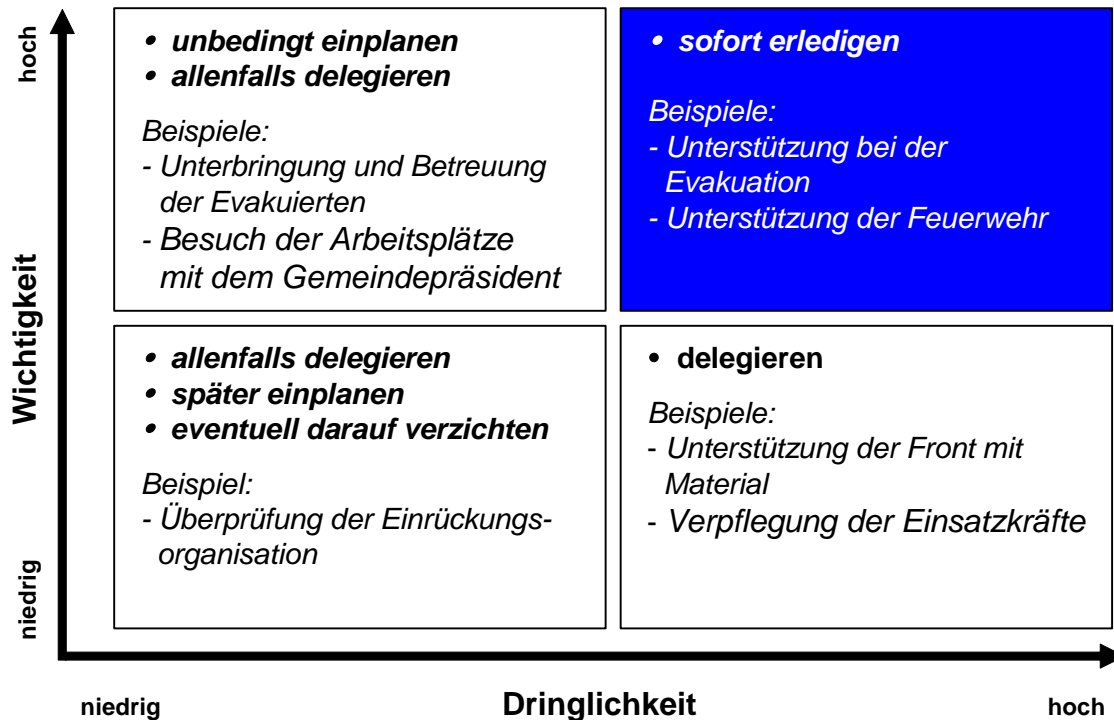 hoch
Wichtigkeit
niedrig
• unbedingt einplanen
• allenfalls delegieren
Beispiele:
- Unterbringung und Betreuung
der Evakuierten
- Besuch der Arbeitsplätze
mit dem Gemeindepräsident
• sofort erledigen
Beispiele:
- Unterstützung bei der
Evakuation
- Unterstützung der Feuerwehr
• allenfalls delegieren
• später einplanen
• eventuell darauf verzichten
Beispiel:
- Überprüfung der Einrückungs-
organisation
• delegieren
Beispiele:
- Unterstützung der Front mit
Material
- Verpflegung der Einsatzkräfte
niedrig
Dringlichkeit
hoch